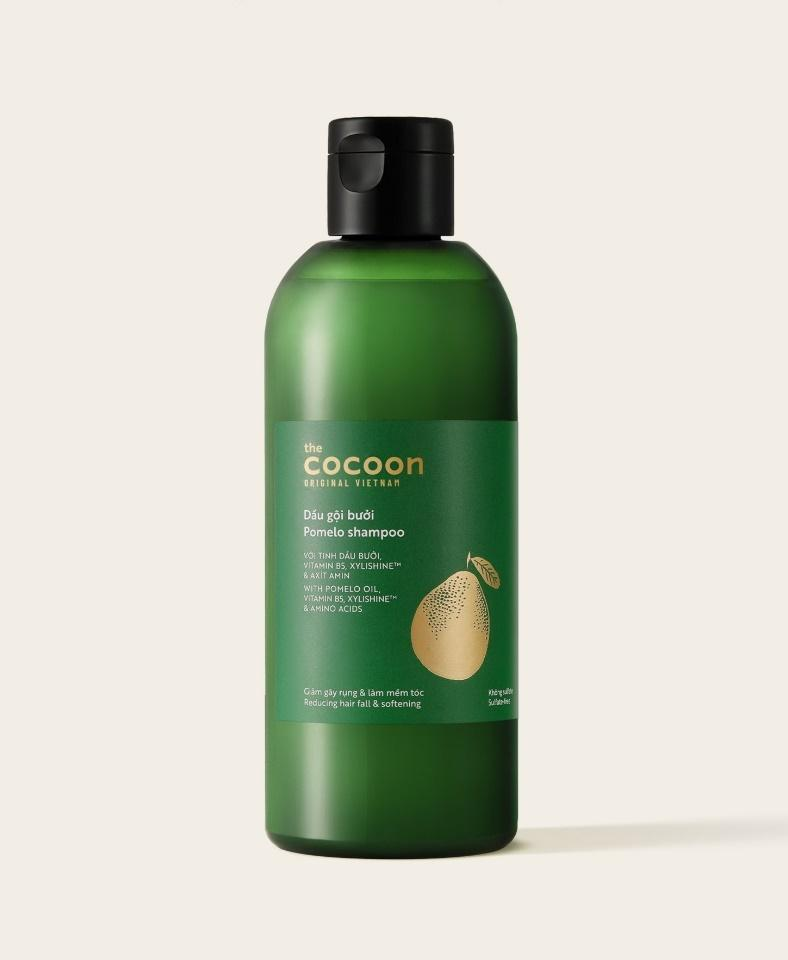 the
cocoon
ORIGINAL VIETNAM
Dầu gội bưởi
Pomelo shampoo
VỚI TINH DẦU BƯỞI,
VITAMIN B5, XYLISHINE™
& AXÍT AMIN
WITH POMELO OIL,
VITAMIN B5, XYLISHINE™
& AMINO ACIDS
Giảm gãy rụng & làm mềm tóc
Reducing hair fall & softening
Không sulfate
Sulfate-free